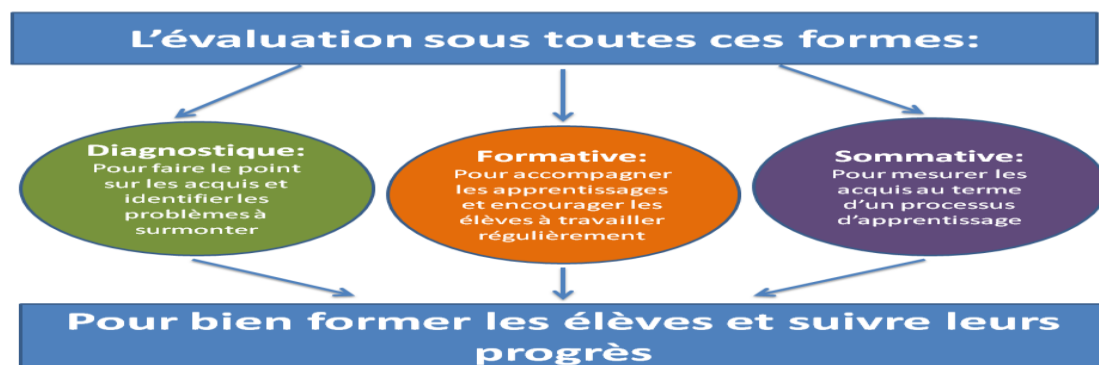 L’évaluation sous toutes ces formes:
Diagnostique:
Pour faire le point
sur les acquis et
identifier les
problèmes à
surmonter
Formative:
Pour accompagner
les apprentissages
et encourager les
élèves à travailler
régulièrement
Sommative:
Pour mesurer les
acquis au terme
d’un processus
d’apprentissage
Pour bien former les élèves et suivre leurs
progrès